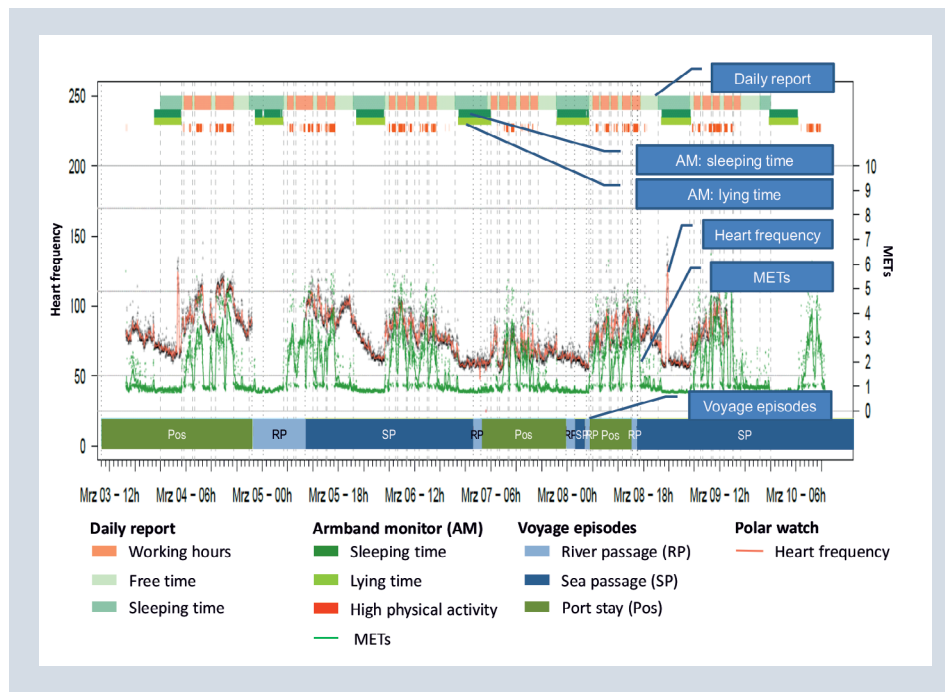 250
200
150
100
50
0
Heart frequency
10
9
8
7
6
5
4
3
2
1
0
METs
Daily report
AM: sleeping time
AM: lying time
Heart frequency
METs
Voyage episodes
Pos RP SP RP Pos RP SP RP Pos RP SP
Mrz 03 – 12h Mrz 04 – 06h Mrz 05 – 00h Mrz 05 – 18h Mrz 06 – 12h Mrz 07 – 06h Mrz 08 – 00h Mrz 08 – 18h Mrz 09 – 12h Mrz 10 – 06h
Daily report
Working hours
Free time
Sleeping time
Armband monitor (AM)
Sleeping time
Lying time
High physical activity
METs
Voyage episodes
River passage (RP)
Sea passage (SP)
Port stay (Pos)
Polar watch
Heart frequency